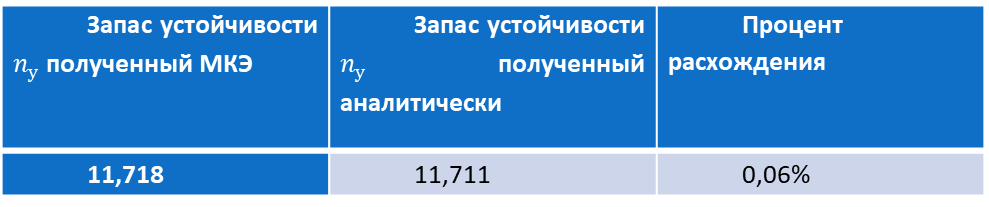 Запас устойчивости
nу полученный МКЭ
Запас устойчивости
nу полученный
аналитически
Процент
расхождения
11,718
11,711
0,06%